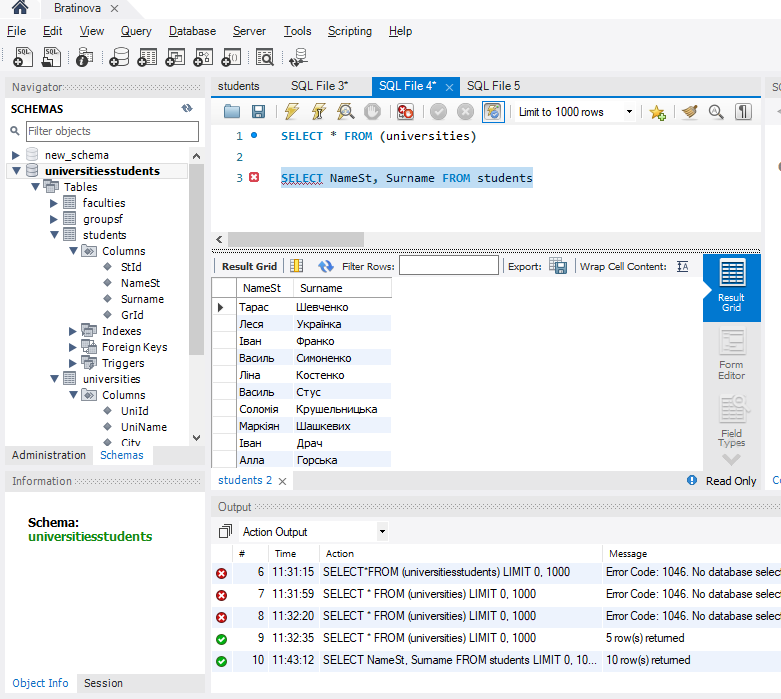 Bratinova
File Edit View Query Database Server Tools Scripting Help
Navigator
SCHEMAS
Filter objects
new_schema
universitiesstudents
Tables
faculties
groupsf
students
Columns
StId
NameSt
Surname
GrId
Indexes
Foreign Keys
Triggers
universities
Columns
UniId
UniName
City
Administration Schemas
Information
Schema:
universitiesstudents
Object Info Session
students SQL File 3* SQL File 4* SQL File 5
Limit to 1000 rows
1 SELECT * FROM (universities)
2
3 SELECT NameSt, Surname FROM students
Result Grid Filter Rows: Export: Wrap Cell Content:
NameSt Surname
Тарас Шевченко
Леся Українка
Іван Франко
Василь Симоненко
Ліна Костенко
Василь Стус
Соломія Крушельницька
Маркіян Шашкевих
Іван Драч
Алла Горська
Result
Grid
Form
Editor
Field
Types
students 2
Read Only
Output
Action Output
# Time Action Message
6 11:31:15 SELECT*FROM (universitiesstudents) LIMIT 0, 1000 Error Code: 1046. No database selec
7 11:31:59 SELECT * FROM (universities) LIMIT 0, 1000 Error Code: 1046. No database selec
8 11:32:20 SELECT * FROM (universities) LIMIT 0, 1000 Error Code: 1046. No database selec
9 11:32:35 SELECT * FROM (universities) LIMIT 0, 1000 5 row(s) returned
10 11:43:12 SELECT NameSt, Surname FROM students LIMIT 0, 10... 10 row(s) returned